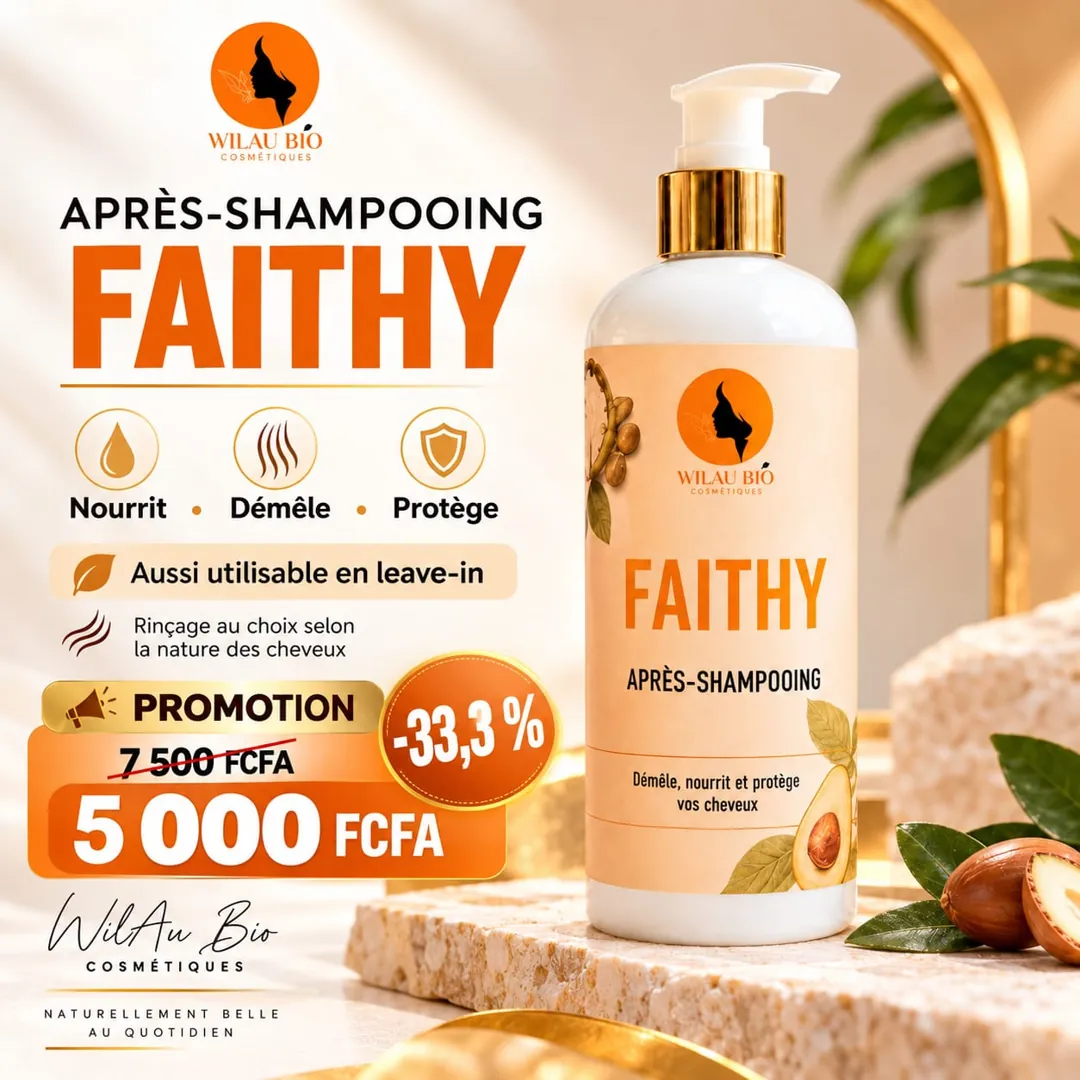 WILAU BIO
COSMÉTIQUES
APRÈS-SHAMPOOING
FAITHY
Nourrit • Démêle • Protège
Aussi utilisable en leave-in
Rinçage au choix selon
la nature des cheveux
PROMOTION
7 500 FCFA
-33,3 %
5 000 FCFA
WilAu Bio
COSMÉTIQUES
NATURELLEMENT BELLE
AU QUOTIDIEN
WILAU BIO
COSMÉTIQUES
FAITHY
APRÈS-SHAMPOOING
Démêle, nourrit et protège
vos cheveux